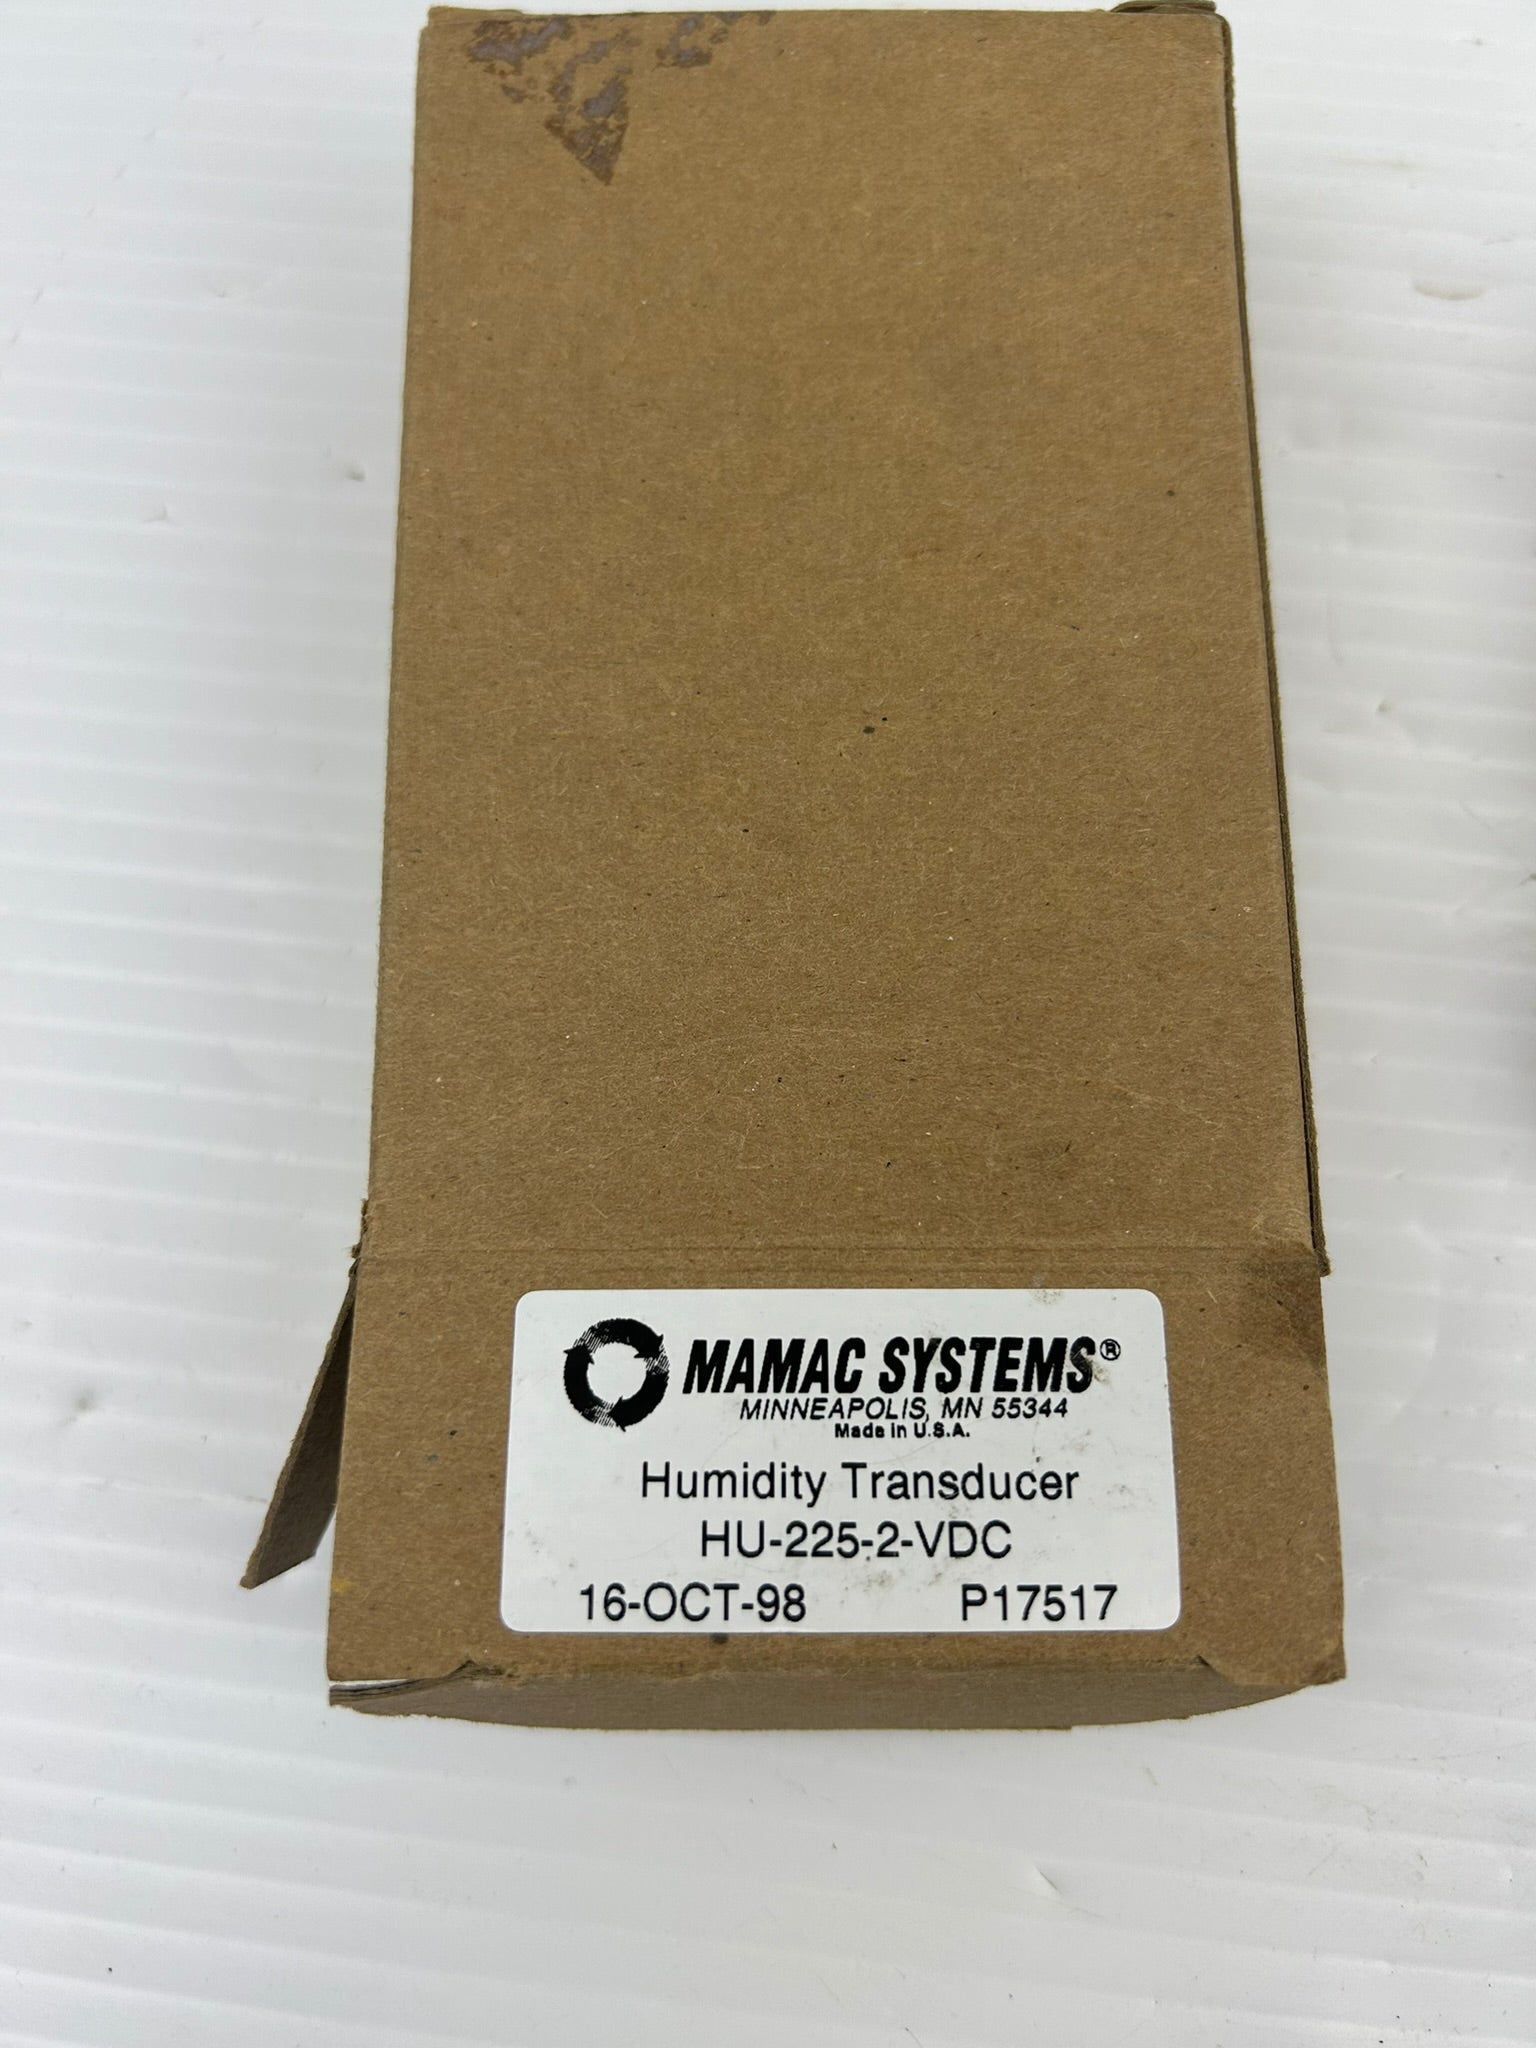 MAMAC SYSTEMS®
MINNEAPOLIS, MN 55344
Made in U.S.A.
Humidity Transducer
HU-225-2-VDC
16-OCT-98 P17517